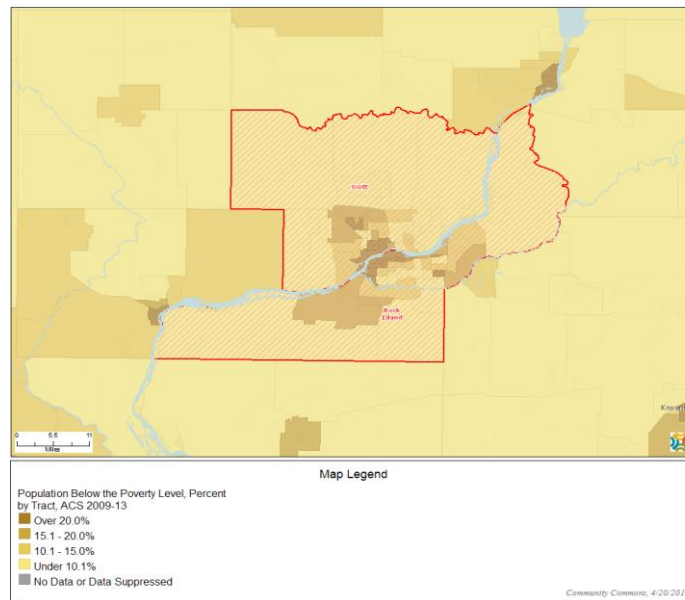 Scott
Rock
Island
0 5.5 11
Miles
Map Legend
Population Below the Poverty Level, Percent
by Tract, ACS 2009-13
Over 20.0%
15.1 - 20.0%
10.1 - 15.0%
Under 10.1%
No Data or Data Suppressed
Community Commons, 4/20/201